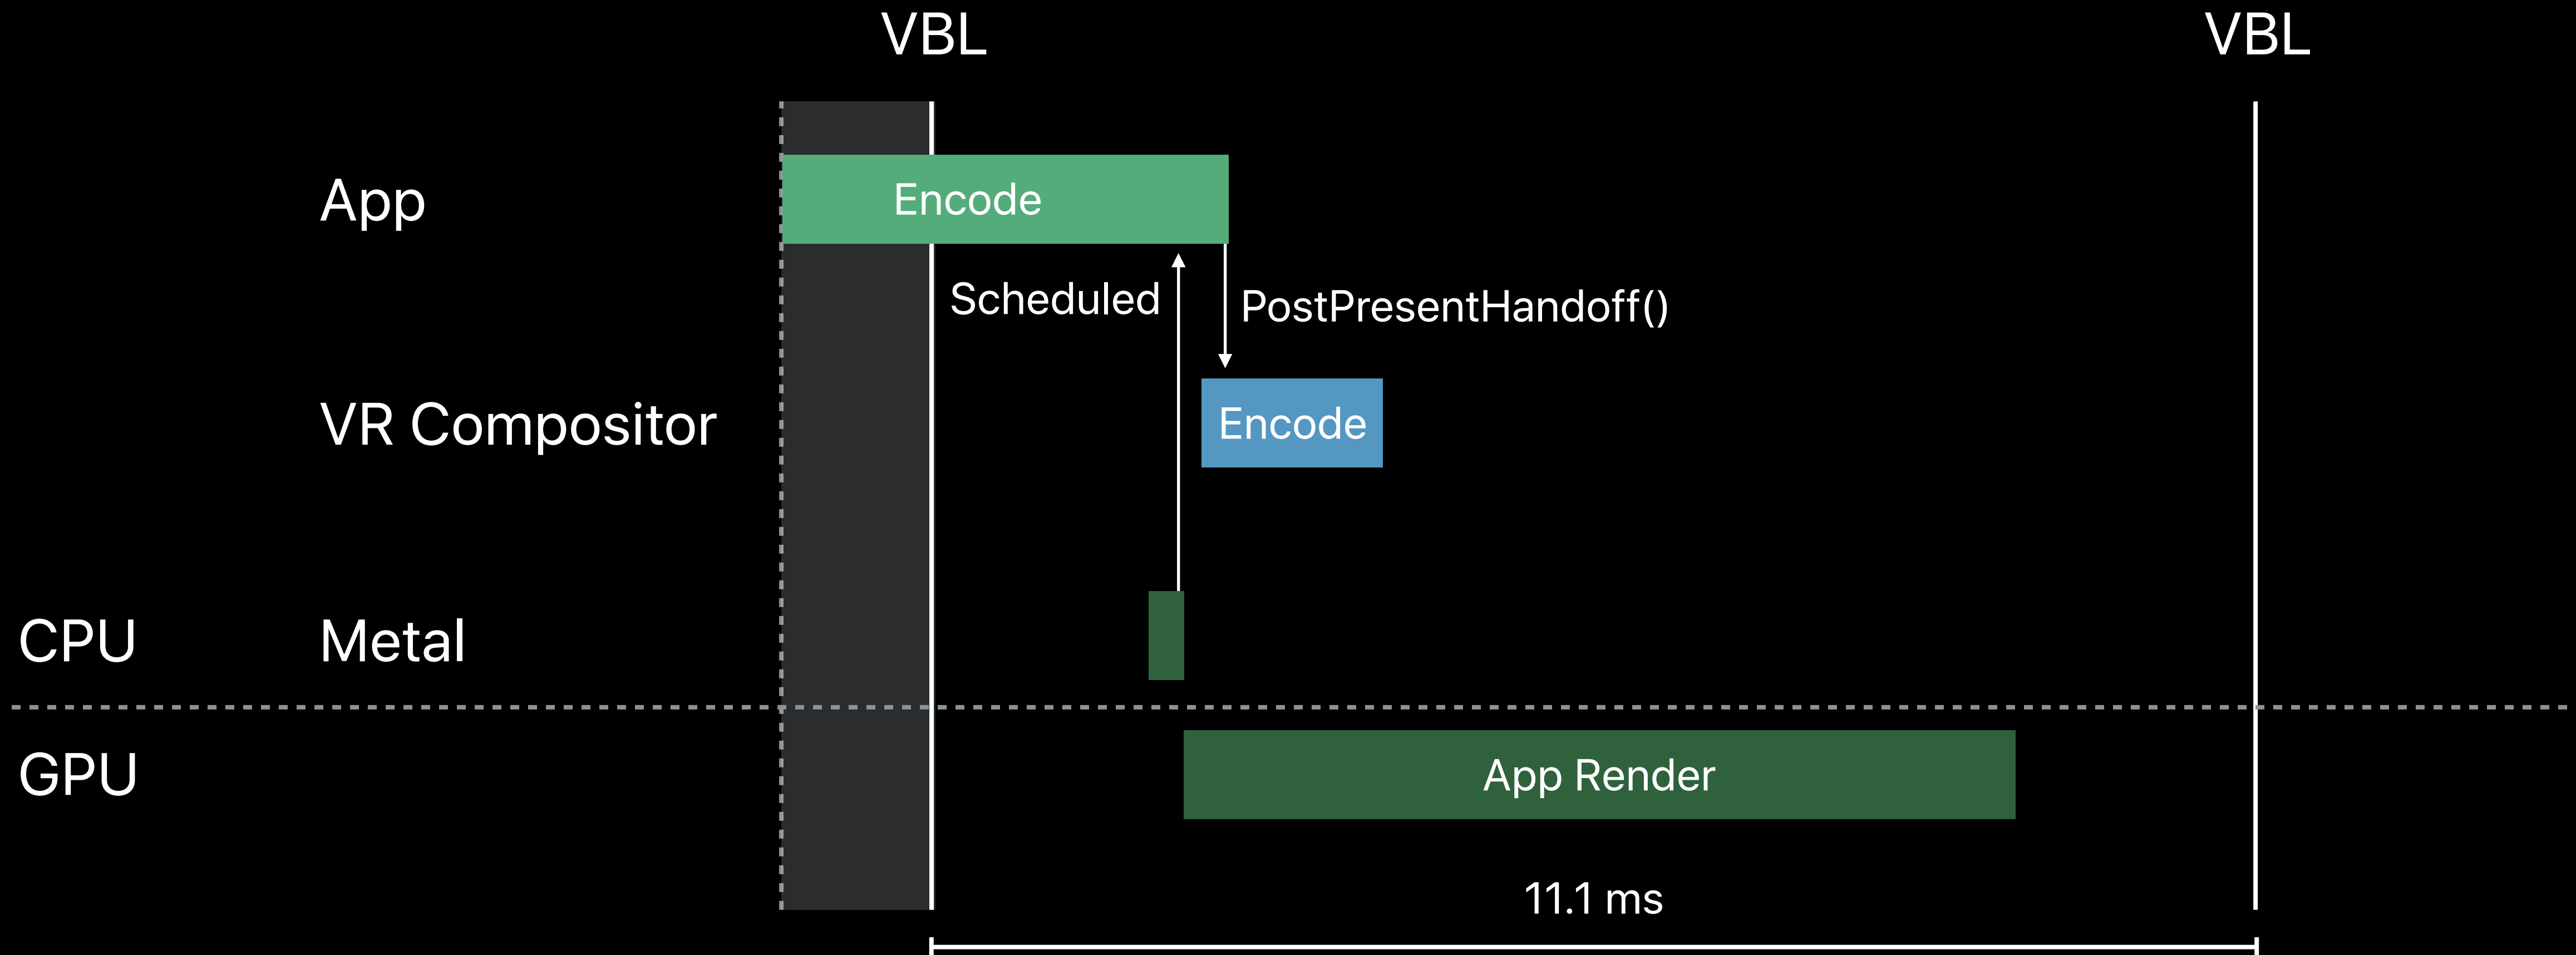 VBL
VBL
App
Encode
Scheduled
PostPresentHandoff()
VR Compositor
Encode
CPU
Metal
GPU
App Render
11.1 ms